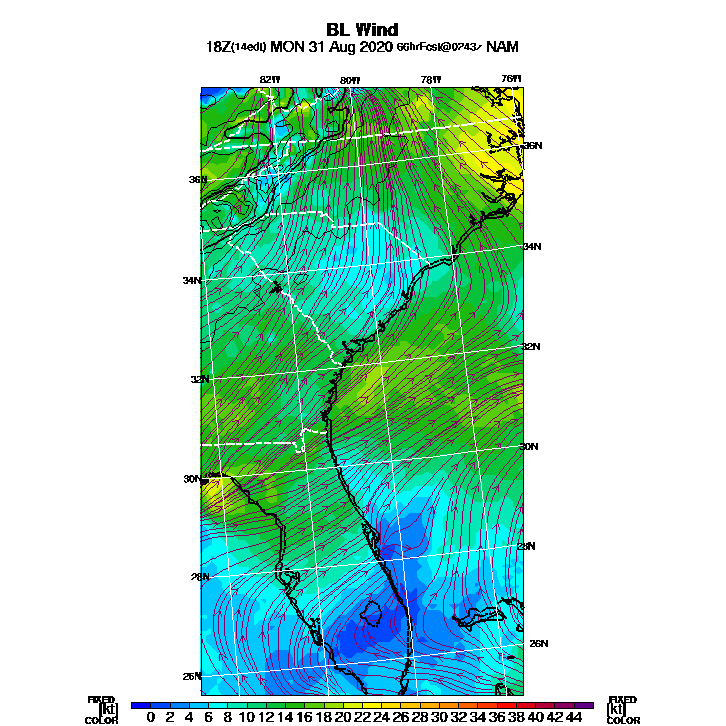 BL Wind
18Z(14edt) MON 31 Aug 2020 66hrFcst@0243z NAM
82W 80W 78W 76W
36N
36N
34N
34N
32N
32N
30N
30N
28N
28N
26N
26N
FIXED FIXED
[kt] 0 2 4 6 8 10 12 14 16 18 20 22 24 26 28 30 32 34 36 38 40 42 44 [kt]
COLOR COLOR